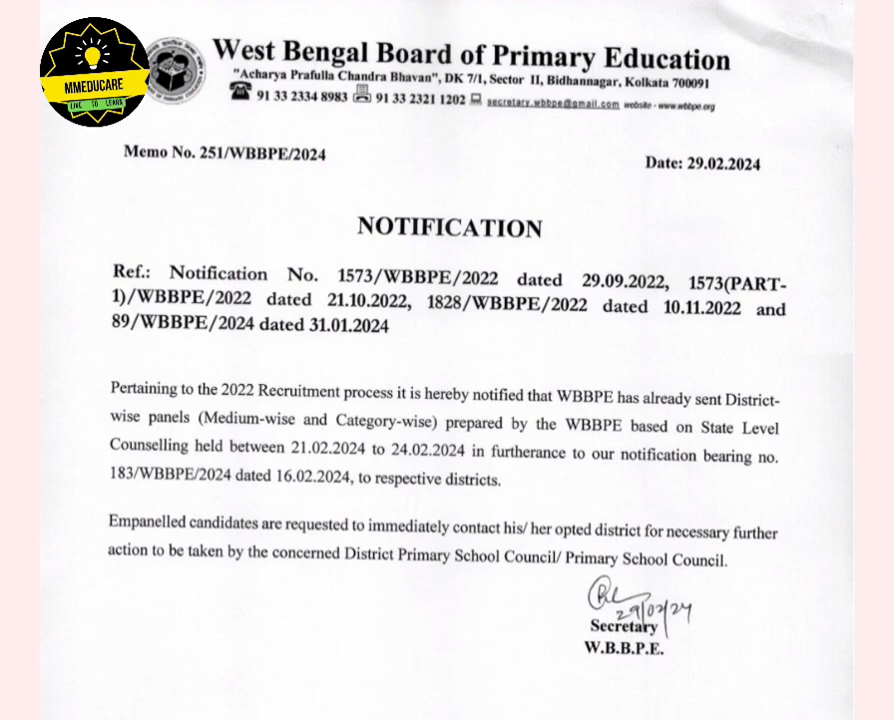 MMEDUCARE
LIVE TO LEARN
West Bengal Board of Primary Education
"Acharya Prafulla Chandra Bhavan", DK 7/1, Sector II, Bidhannagar, Kolkata 700091
91 33 2334 8983 91 33 2321 1202 secretary.wbbpe@gmail.com website - www.wbbpe.org
Memo No. 251/WBBPE/2024
Date: 29.02.2024
NOTIFICATION
Ref.: Notification No. 1573/WBBPE/2022 dated 29.09.2022, 1573(PART-
1)/WBBPE/2022 dated 21.10.2022, 1828/WBBPE/2022 dated 10.11.2022 and
89/WBBPE/2024 dated 31.01.2024
Pertaining to the 2022 Recruitment process it is hereby notified that WBBPE has already sent District-
wise panels (Medium-wise and Category-wise) prepared by the WBBPE based on State Level
Counselling held between 21.02.2024 to 24.02.2024 in furtherance to our notification bearing no.
183/WBBPE/2024 dated 16.02.2024, to respective districts.
Empanelled candidates are requested to immediately contact his/ her opted district for necessary further
action to be taken by the concerned District Primary School Council/ Primary School Council.
29/02/24
Secretary
W.B.B.P.E.